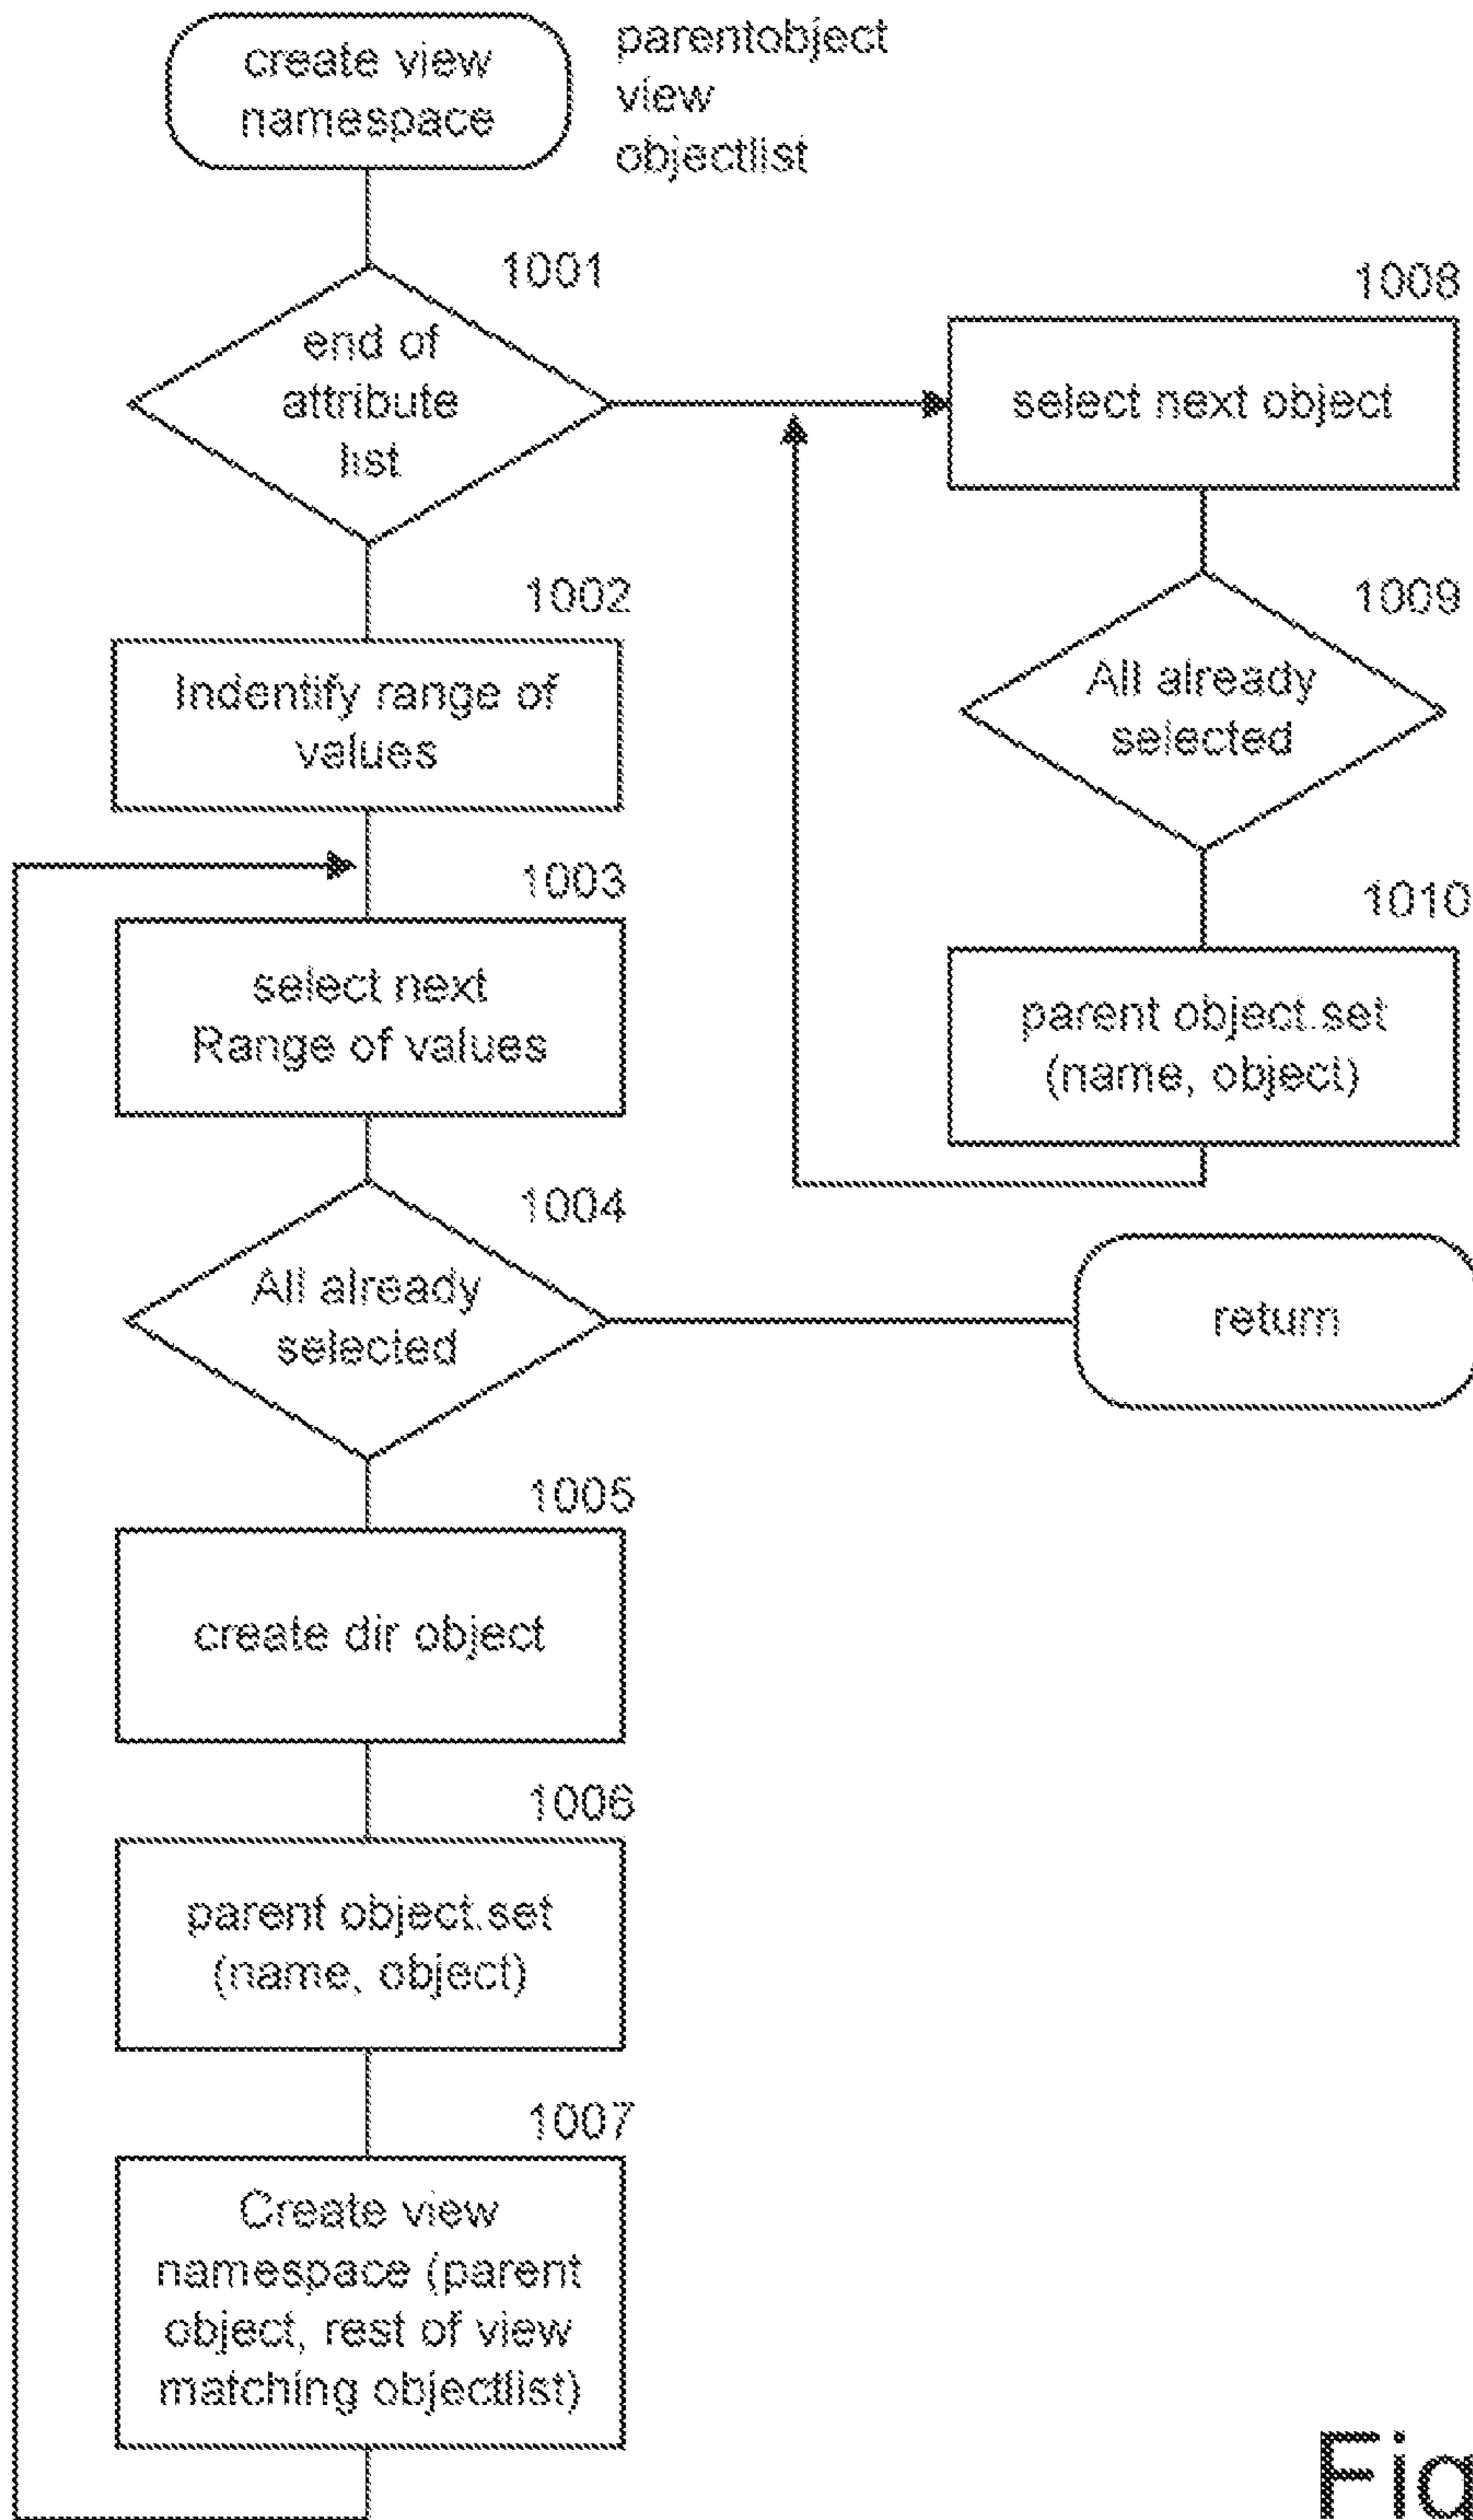 create view
namespace
parentobject
view
objectlist
1001
end of
attribute
list
1002
Indentify range of
values
1003
select next
Range of values
1004
All already
selected
return
1005
create dir object
1006
parent object.set
(name, object)
1007
Create view
namespace (parent
object, rest of view
matching objectlist)
1008
select next object
1009
All already
selected
1010
parent object.set
(name, object)
Fig